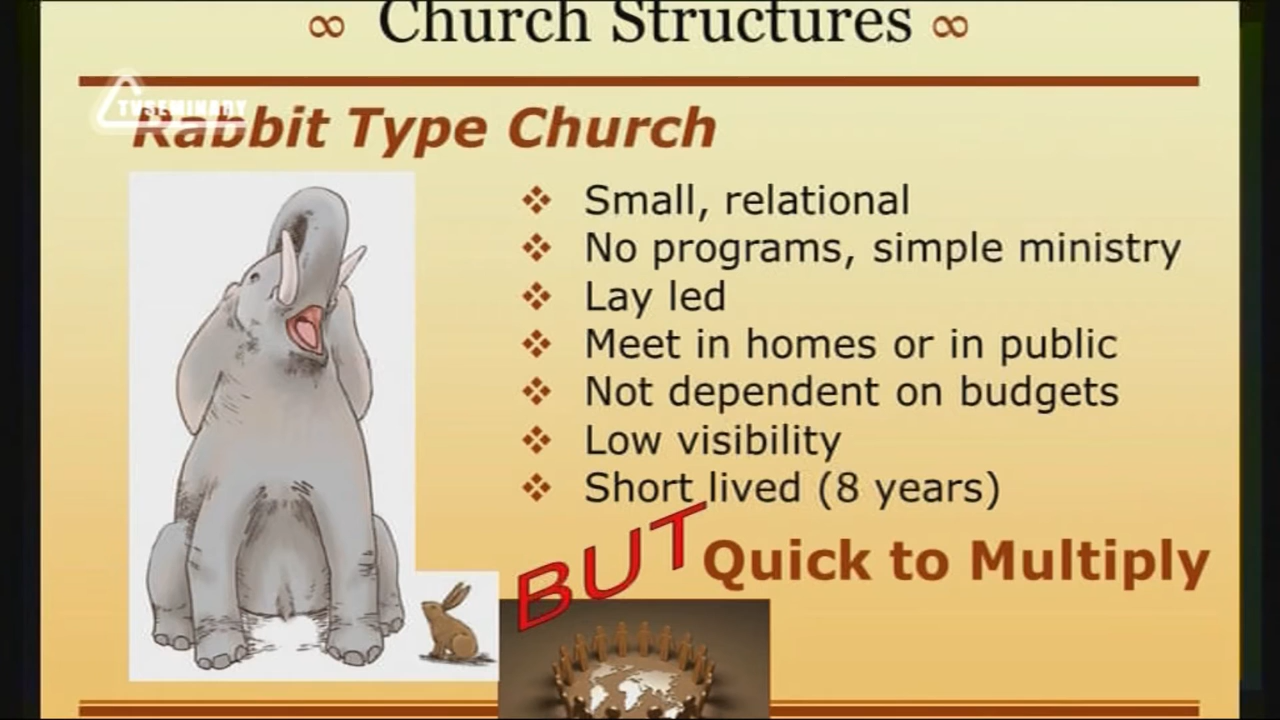 ∞ Church Structures ∞
TVSEMINARY
Rabbit Type Church
❖ Small, relational
❖ No programs, simple ministry
❖ Lay led
❖ Meet in homes or in public
❖ Not dependent on budgets
❖ Low visibility
❖ Short lived (8 years)
BUT
Quick to Multiply